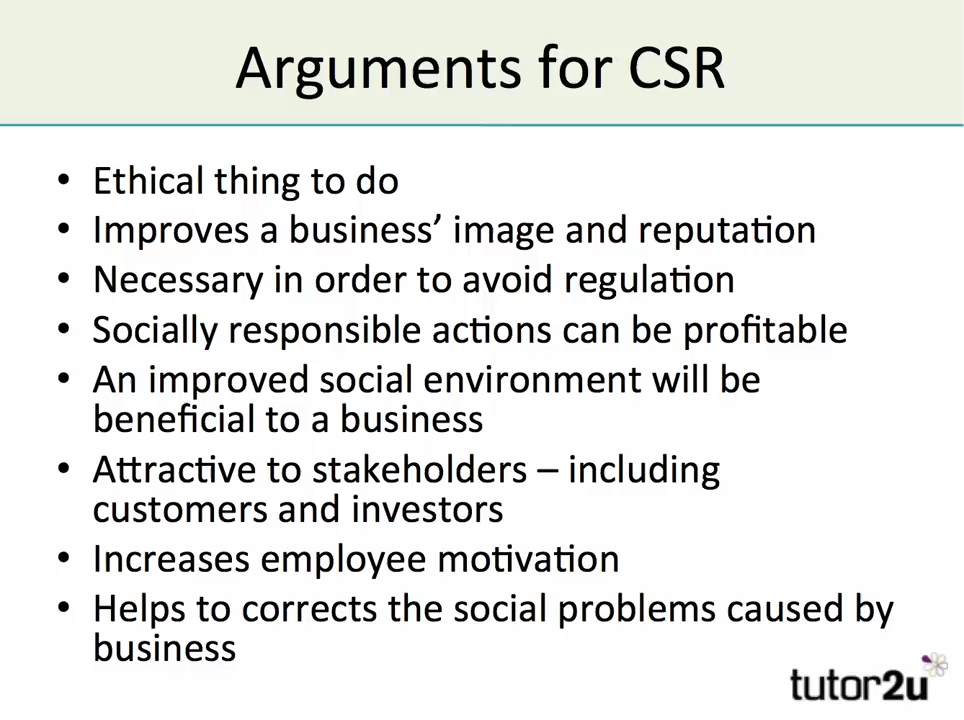 Arguments for CSR
• Ethical thing to do
• Improves a business’ image and reputation
• Necessary in order to avoid regulation
• Socially responsible actions can be profitable
• An improved social environment will be
beneficial to a business
• Attractive to stakeholders – including
customers and investors
• Increases employee motivation
• Helps to corrects the social problems caused by
business
tutor2u